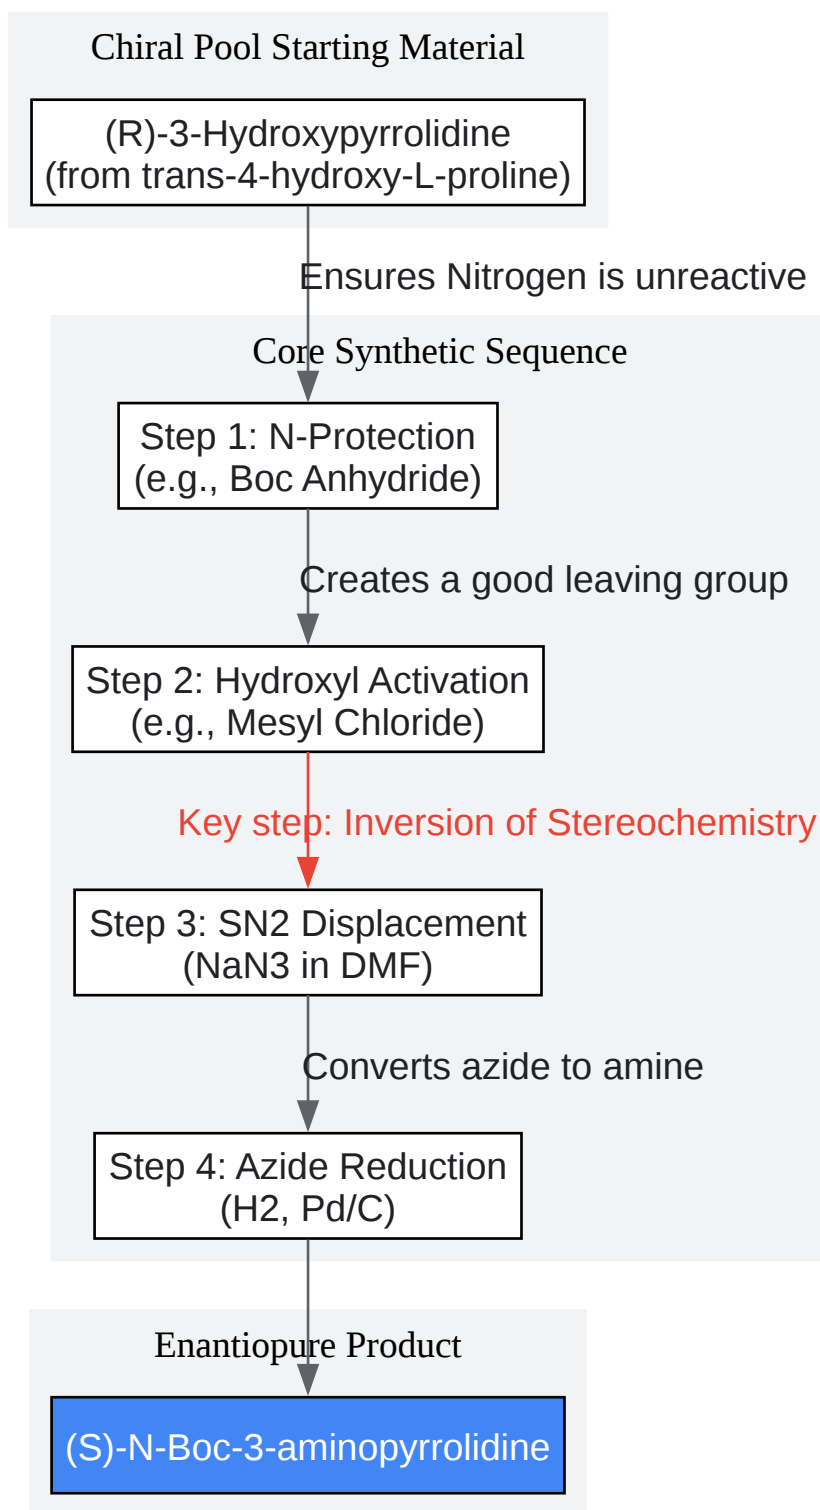 Chiral Pool Starting Material
(R)-3-Hydroxypyrrolidine
(from trans-4-hydroxy-L-proline)
Ensures Nitrogen is unreactive
Core Synthetic Sequence
Step 1: N-Protection
(e.g., Boc Anhydride)
Creates a good leaving group
Step 2: Hydroxyl Activation
(e.g., Mesyl Chloride)
Key step: Inversion of Stereochemistry
Step 3: SN2 Displacement
(NaN3 in DMF)
Converts azide to amine
Step 4: Azide Reduction
(H2, Pd/C)
Enantiopure Product
(S)-N-Boc-3-aminopyrrolidine